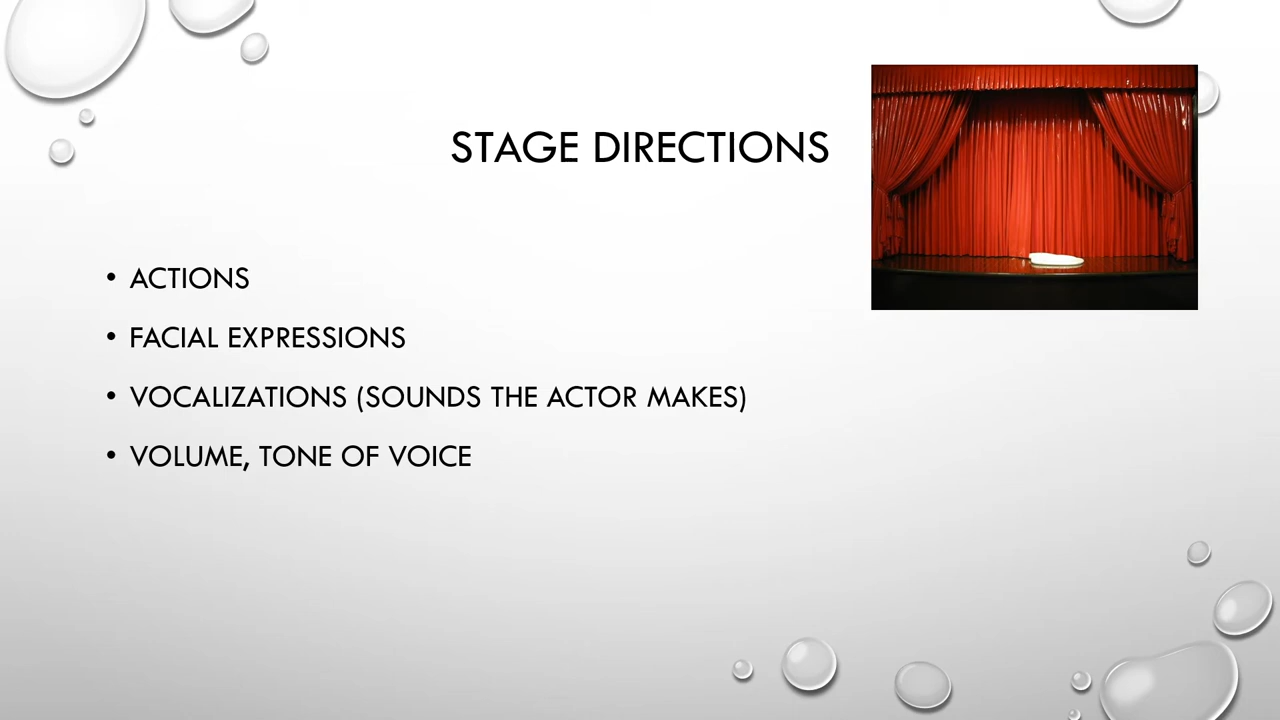 STAGE DIRECTIONS
• ACTIONS
• FACIAL EXPRESSIONS
• VOCALIZATIONS (SOUNDS THE ACTOR MAKES)
• VOLUME, TONE OF VOICE